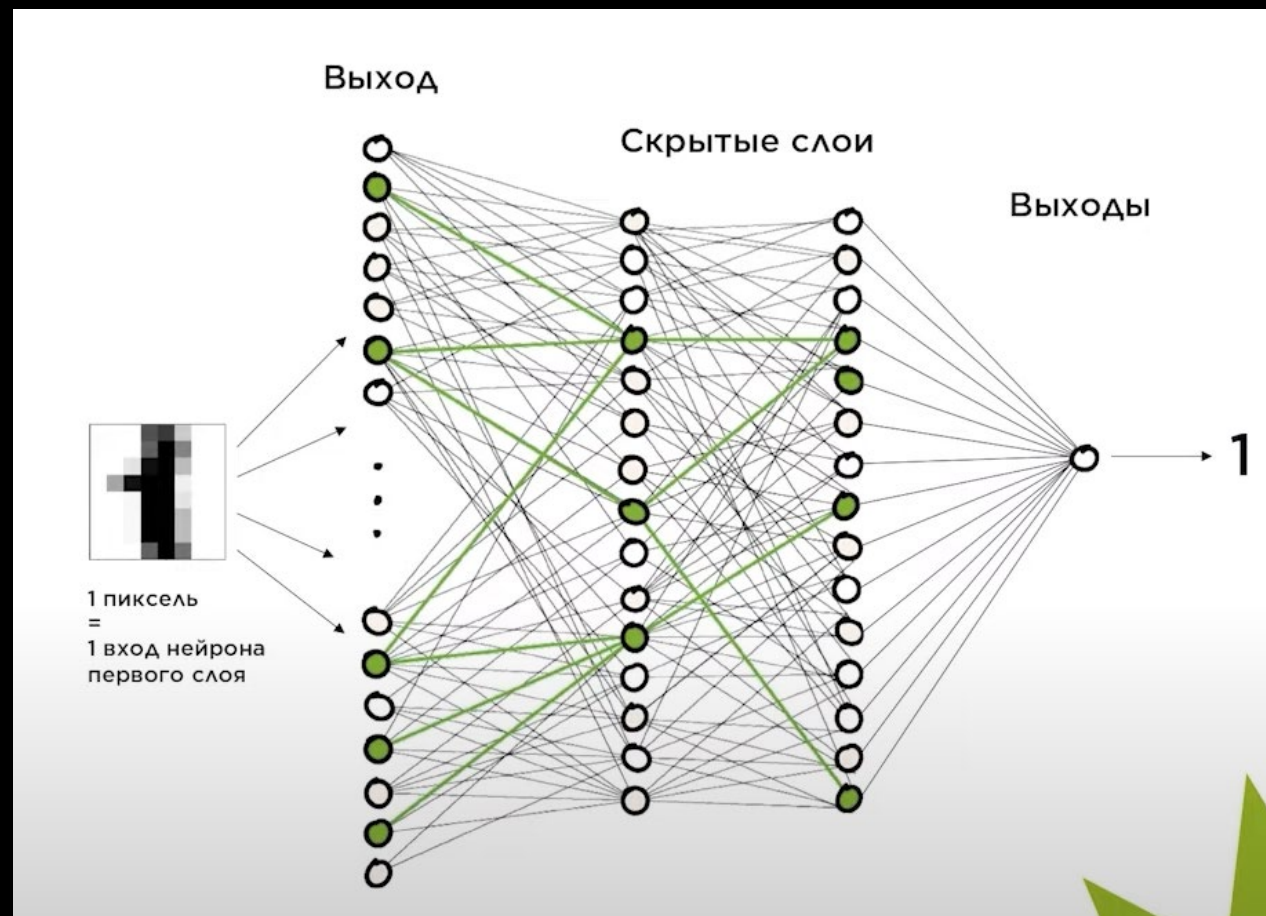 Выход
Скрытые слои
Выходы
1
1 пиксель
=
1 вход нейрона
первого слоя